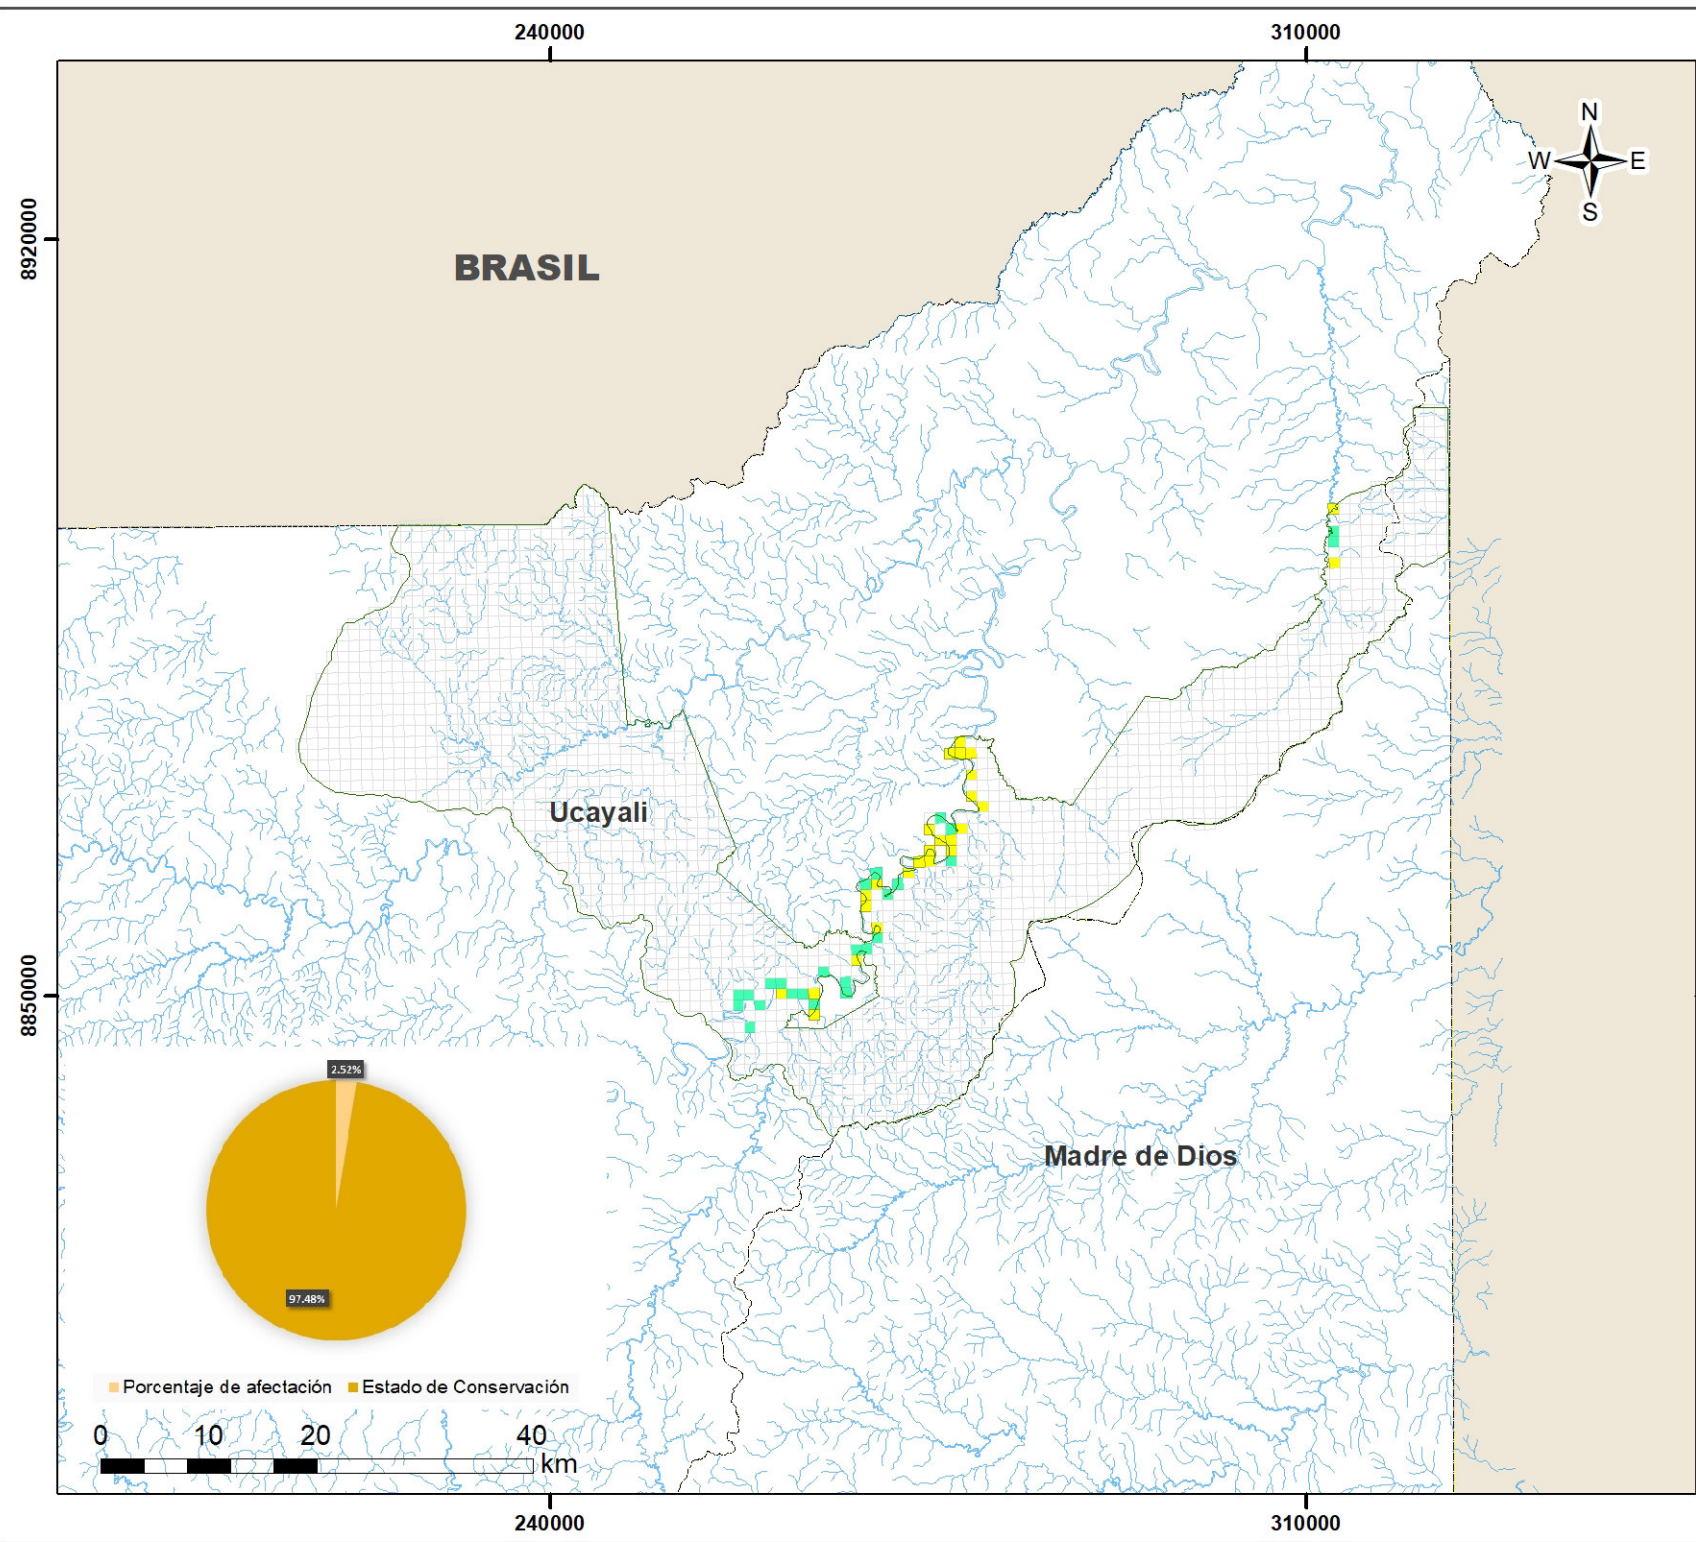 240000 310000
N
W E
S
8920000
BRASIL
Ucayali
8850000
2.52%
Madre de Dios
97.48%
Porcentaje de afectación Estado de Conservación
0 10 20 40
km
240000 310000